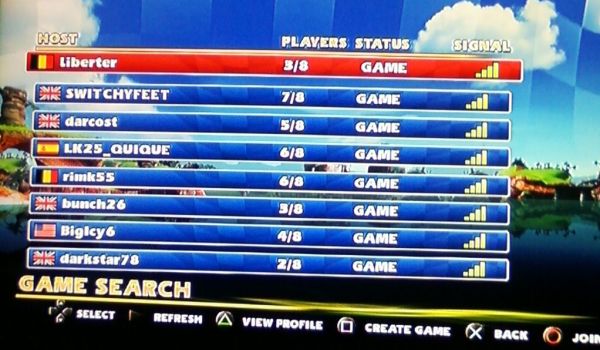 HOST PLAYERS STATUS SIGNAL
Liberter 3/8 GAME
SWITCHYFEET 7/8 GAME
darcost 5/8 GAME
LK25_QUIQUE 6/8 GAME
rimk55 6/8 GAME
bunch26 3/8 GAME
BigIcy6 4/8 GAME
darkstar78 2/8 GAME
GAME SEARCH
SELECT REFRESH VIEW PROFILE CREATE GAME BACK JOIN